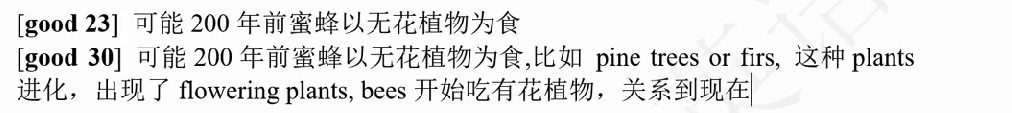 [good 23] 可能 200 年前蜜蜂以无花植物为食
[good 30] 可能 200 年前蜜蜂以无花植物为食,比如 pine trees or firs, 这种 plants
进化，出现了 flowering plants, bees 开始吃有花植物，关系到现在